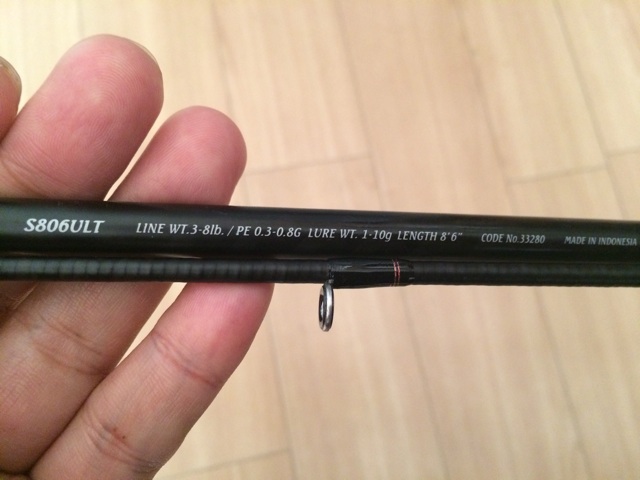 S806ULT LINE WT.3-8lb. / PE 0.3-0.8G LURE WT. 1-10g LENGTH 8'6" CODE No.33280 MADE IN INDONESIA